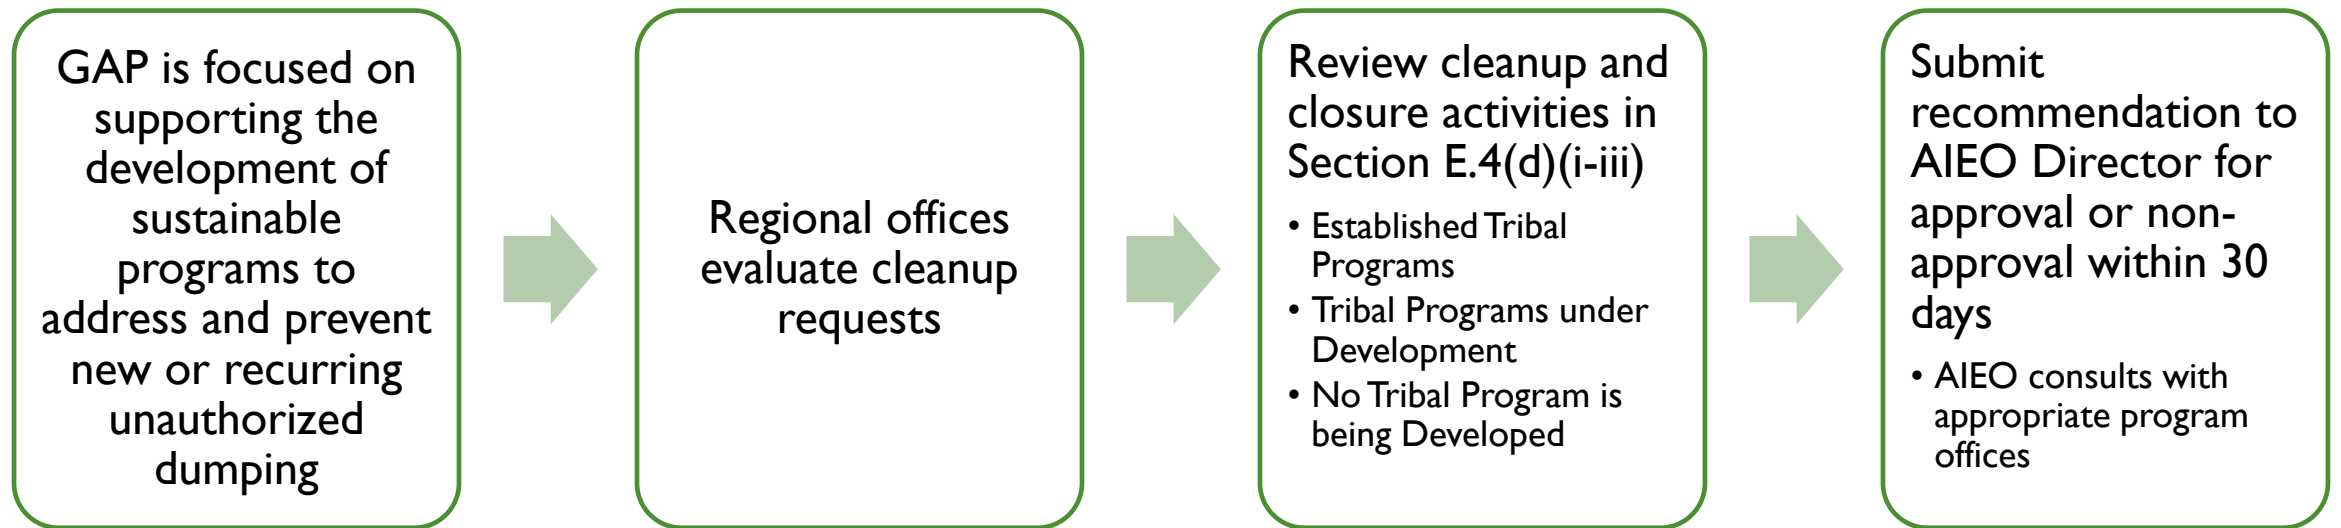 GAP is focused on
supporting the
development of
sustainable
programs to
address and prevent
new or recurring
unauthorized
dumping
Regional offices
evaluate cleanup
requests
Review cleanup and
closure activities in
Section E.4(d)(i-iii)
• Established Tribal
Programs
• Tribal Programs under
Development
• No Tribal Program is
being Developed
Submit
recommendation to
AIEO Director for
approval or non-
approval within 30
days
• AIEO consults with
appropriate program
offices